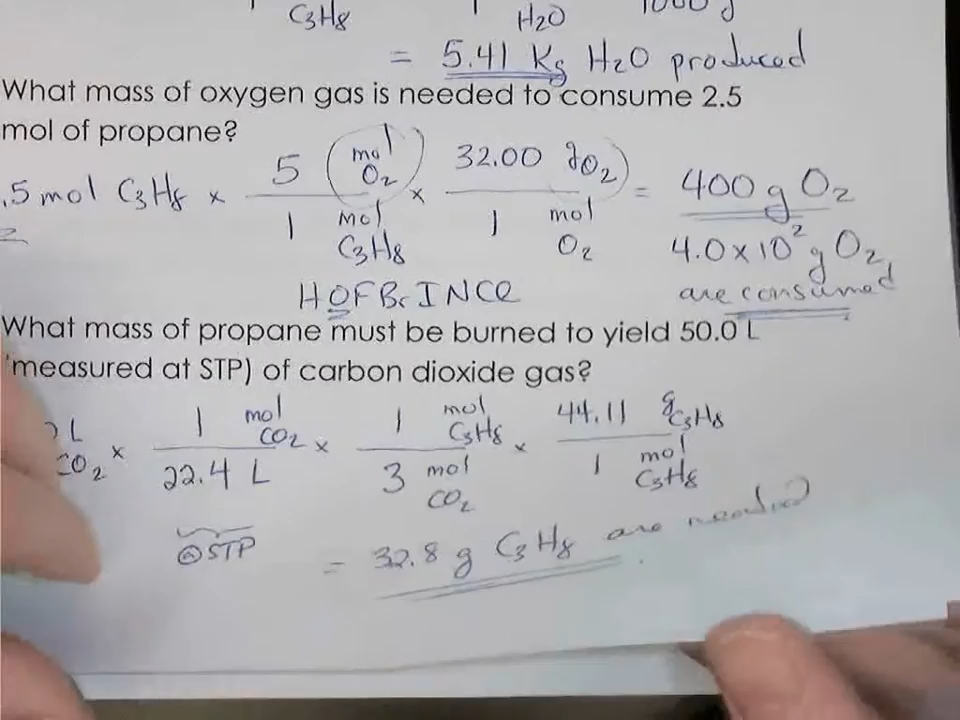 C3H8 H2O 1000 g
= 5.41 Kg H2O produced
What mass of oxygen gas is needed to consume 2.5
mol of propane?
.5 mol C3H8 × 5 mol O2 / 1 mol C3H8 × 32.00 g O2 / 1 mol O2 = 400 g O2
4.0 × 10² g O2
are consumed
HOFBrINCl
What mass of propane must be burned to yield 50.0 L
(measured at STP) of carbon dioxide gas?
L CO2 × 1 mol CO2 / 22.4 L × 1 mol C3H8 / 3 mol CO2 × 44.11 g C3H8 / 1 mol C3H8
@STP
= 32.8 g C3H8 are needed